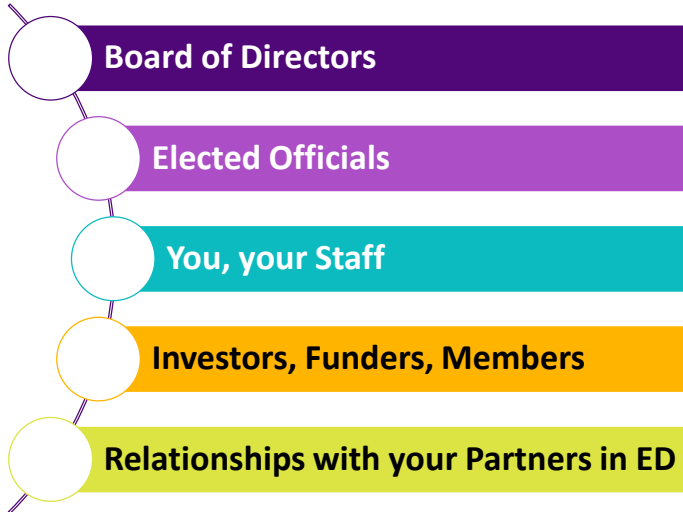 Board of Directors
Elected Officials
You, your Staff
Investors, Funders, Members
Relationships with your Partners in ED